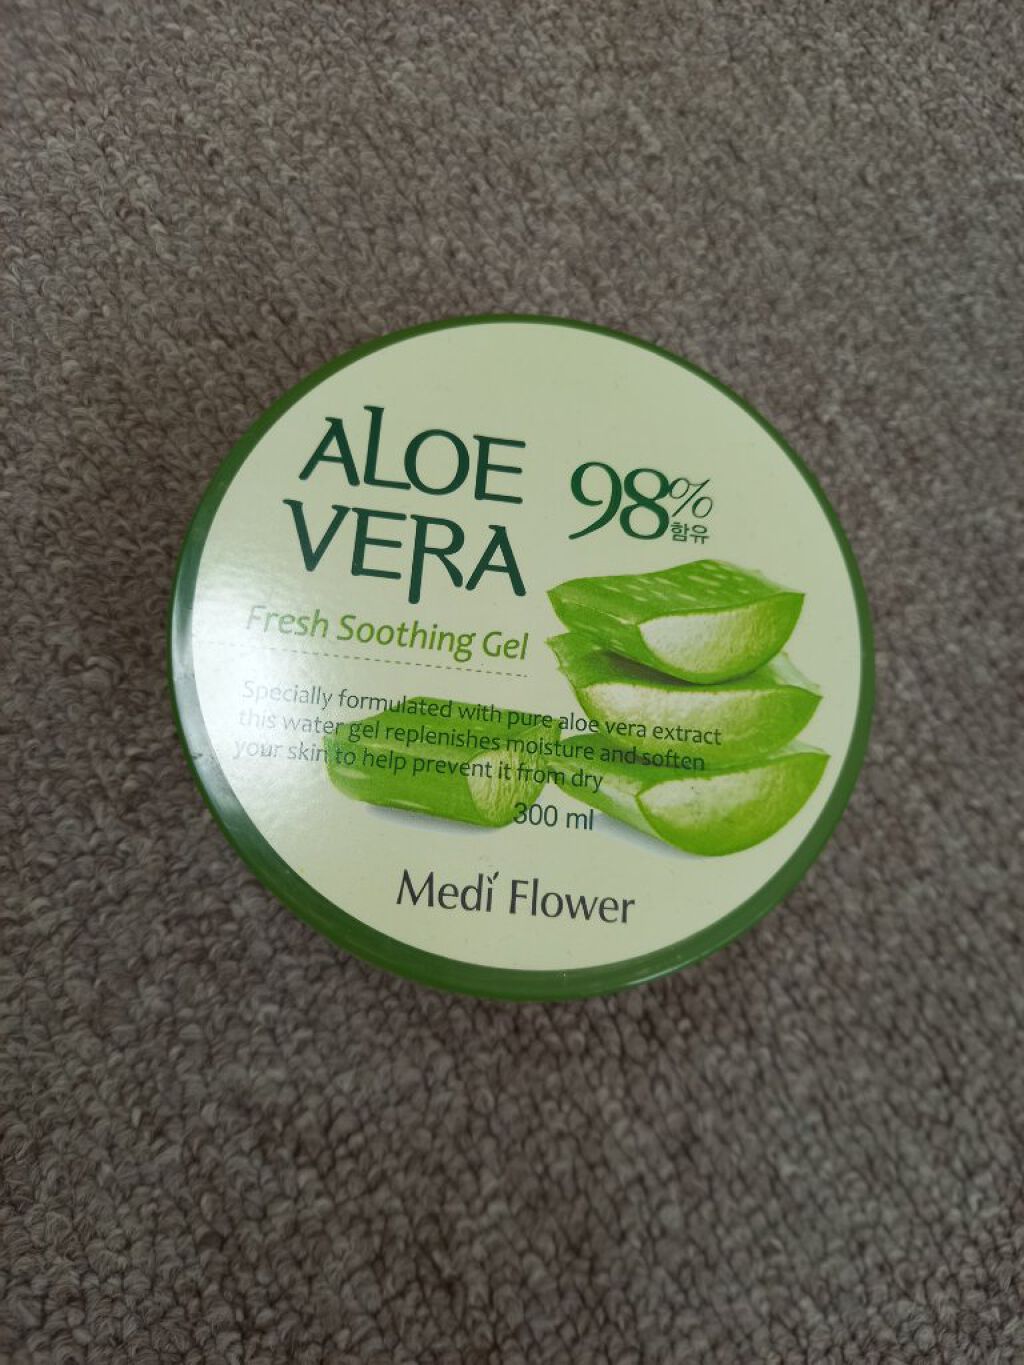 ALOE
VERA
98%
함유
Fresh Soothing Gel
Specially formulated with pure aloe vera extract
this water gel replenishes moisture and soften
your skin to help prevent it from dry
300 ml
Medi Flower